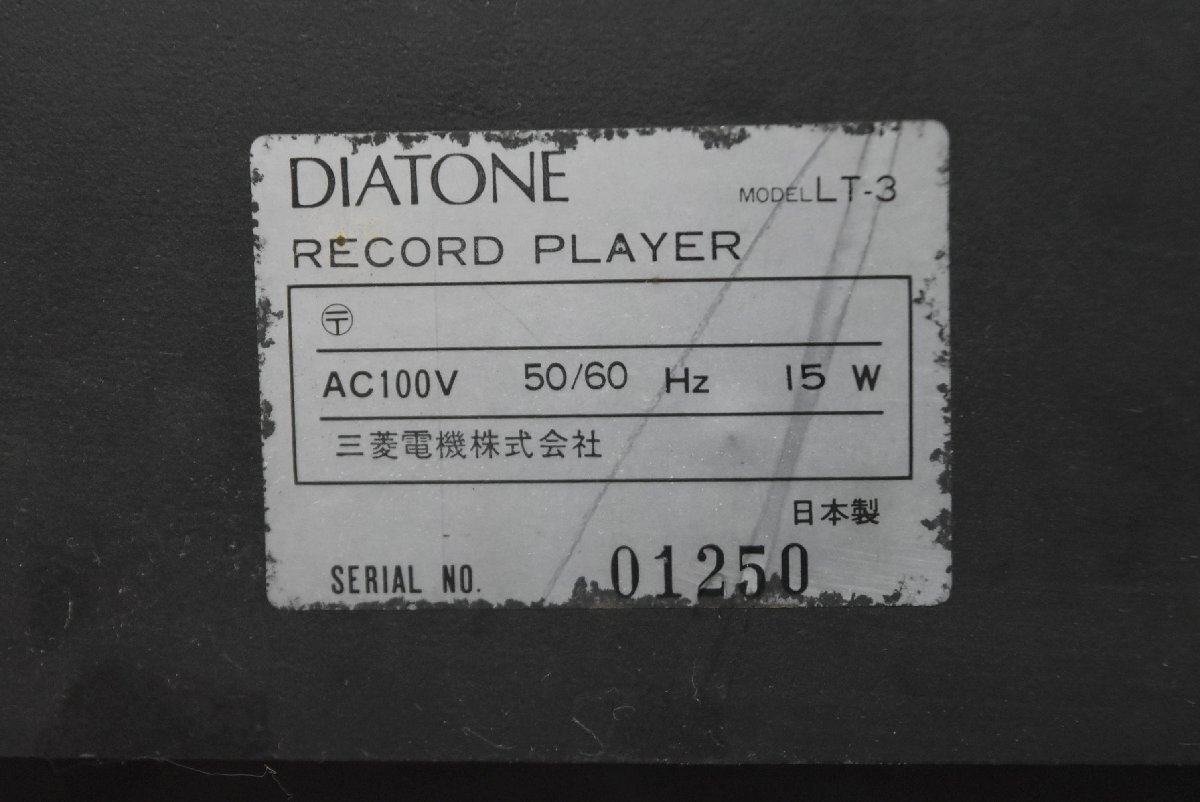 DIATONE MODEL LT-3
RECORD PLAYER
〶
AC100V 50/60 Hz 15 W
三菱電機株式会社
日本製
SERIAL NO. 01250